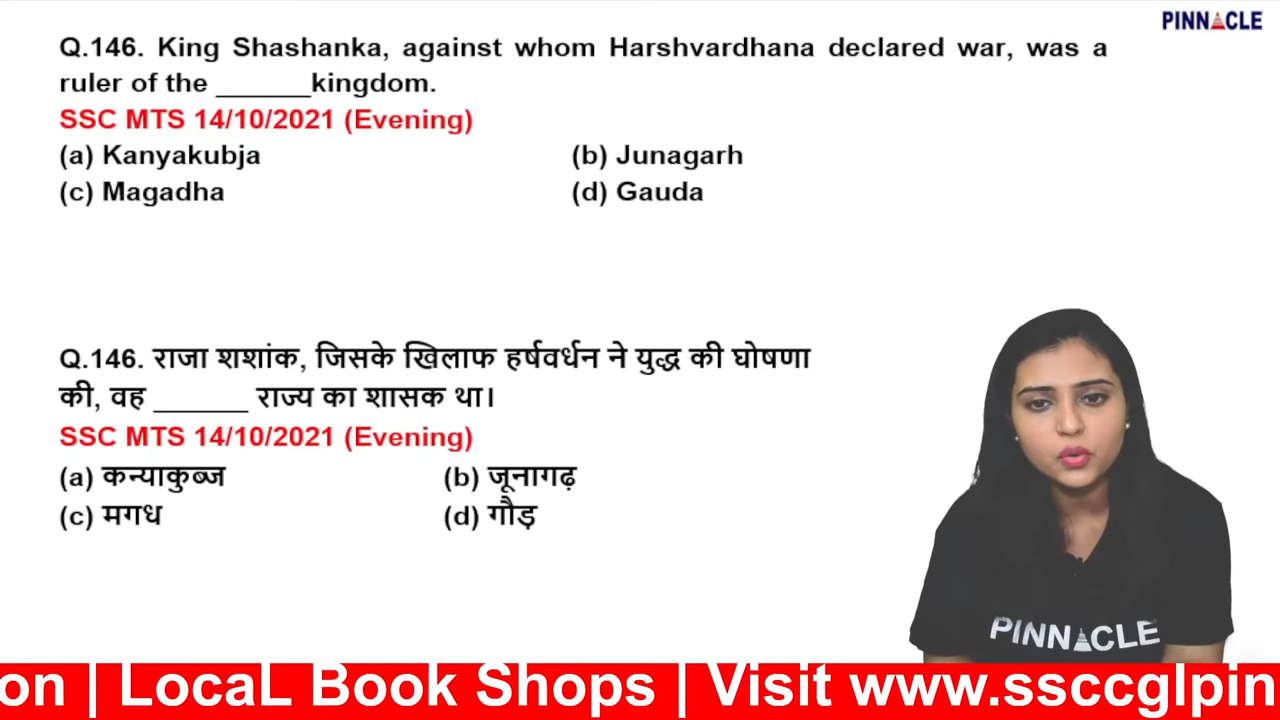 PINNACLE
Q.146. King Shashanka, against whom Harshvardhana declared war, was a
ruler of the ______kingdom.
SSC MTS 14/10/2021 (Evening)
(a) Kanyakubja (b) Junagarh
(c) Magadha (d) Gauda
Q.146. राजा शशांक, जिसके खिलाफ हर्षवर्धन ने युद्ध की घोषणा
की, वह ______ राज्य का शासक था।
SSC MTS 14/10/2021 (Evening)
(a) कन्याकुब्ज (b) जूनागढ़
(c) मगध (d) गौड़
PINNACLE
on | LocaL Book Shops | Visit www.ssccglpin